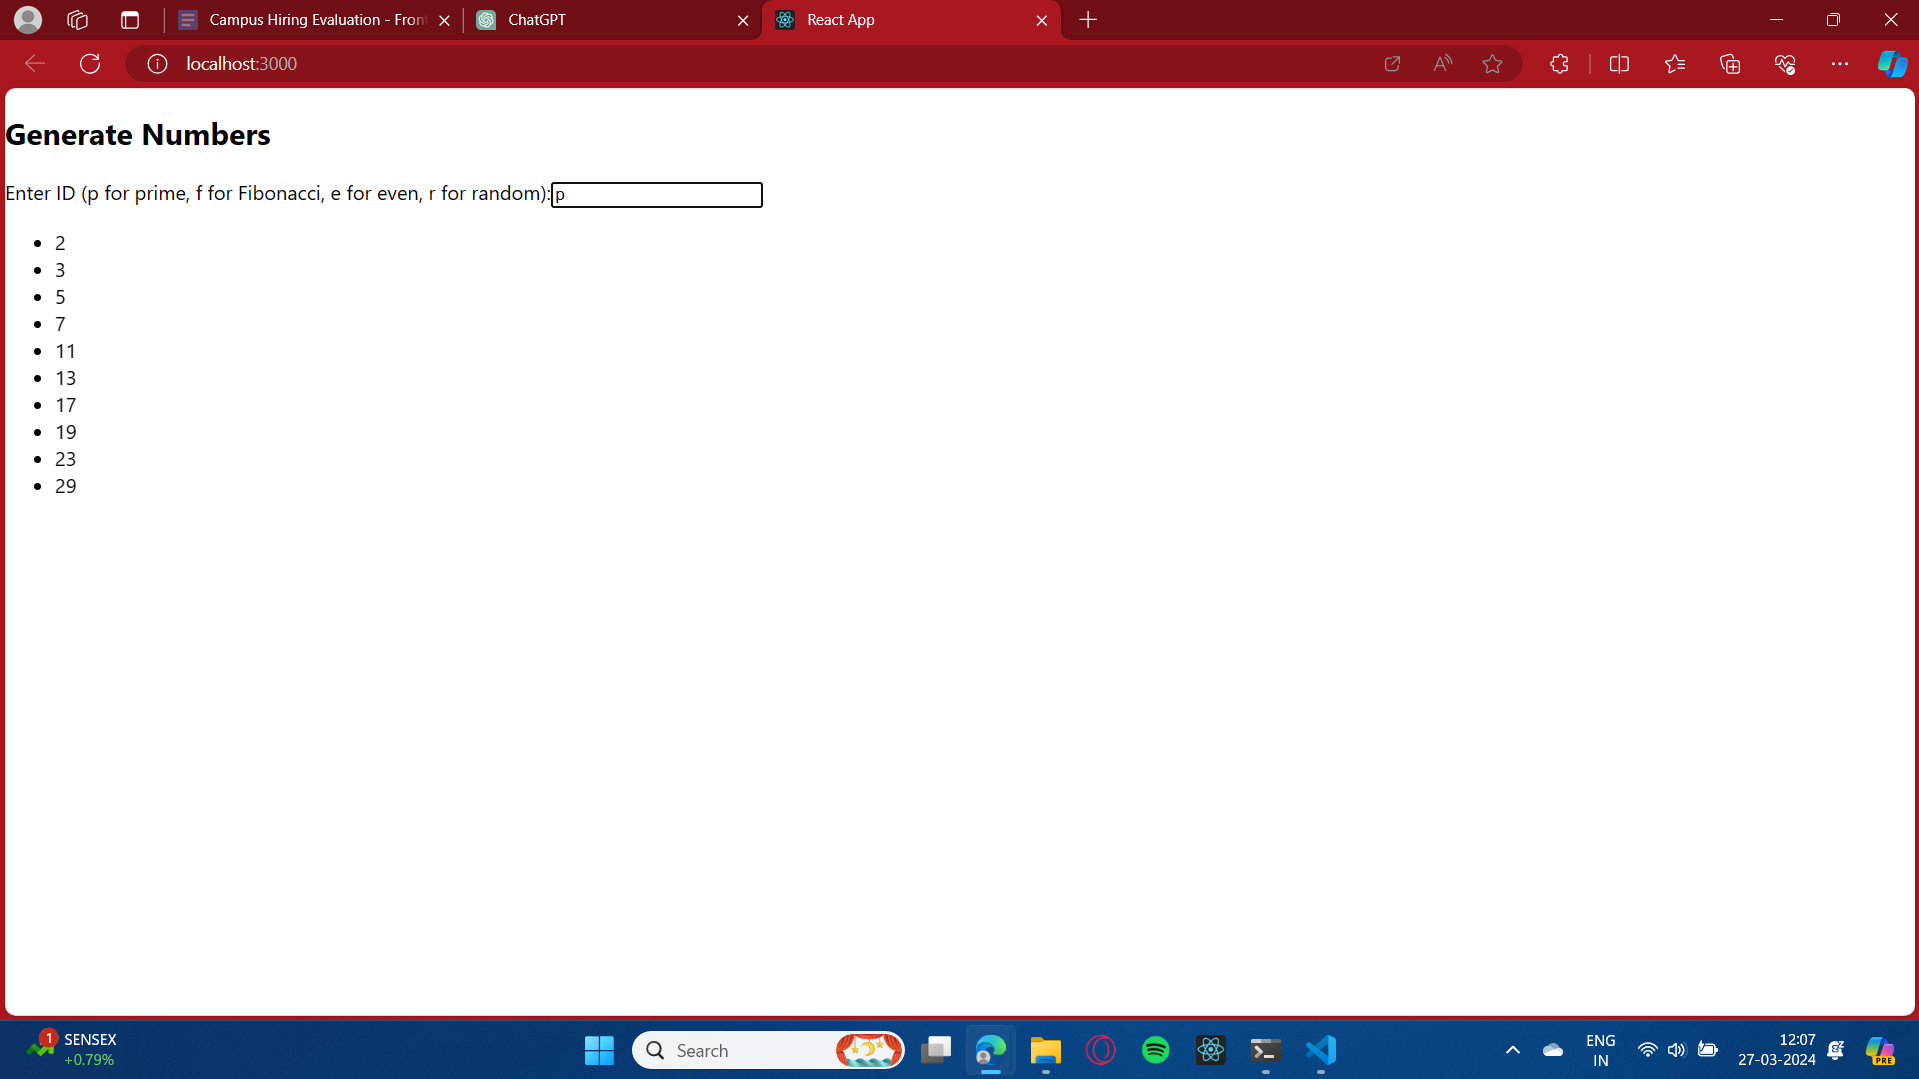 Campus Hiring Evaluation - Fron
ChatGPT
React App
localhost:3000
Generate Numbers
Enter ID (p for prime, f for Fibonacci, e for even, r for random): p
2
3
5
7
11
13
17
19
23
29
1
SENSEX
+0.79%
Search
ENG
IN
12:07
27-03-2024
PRE